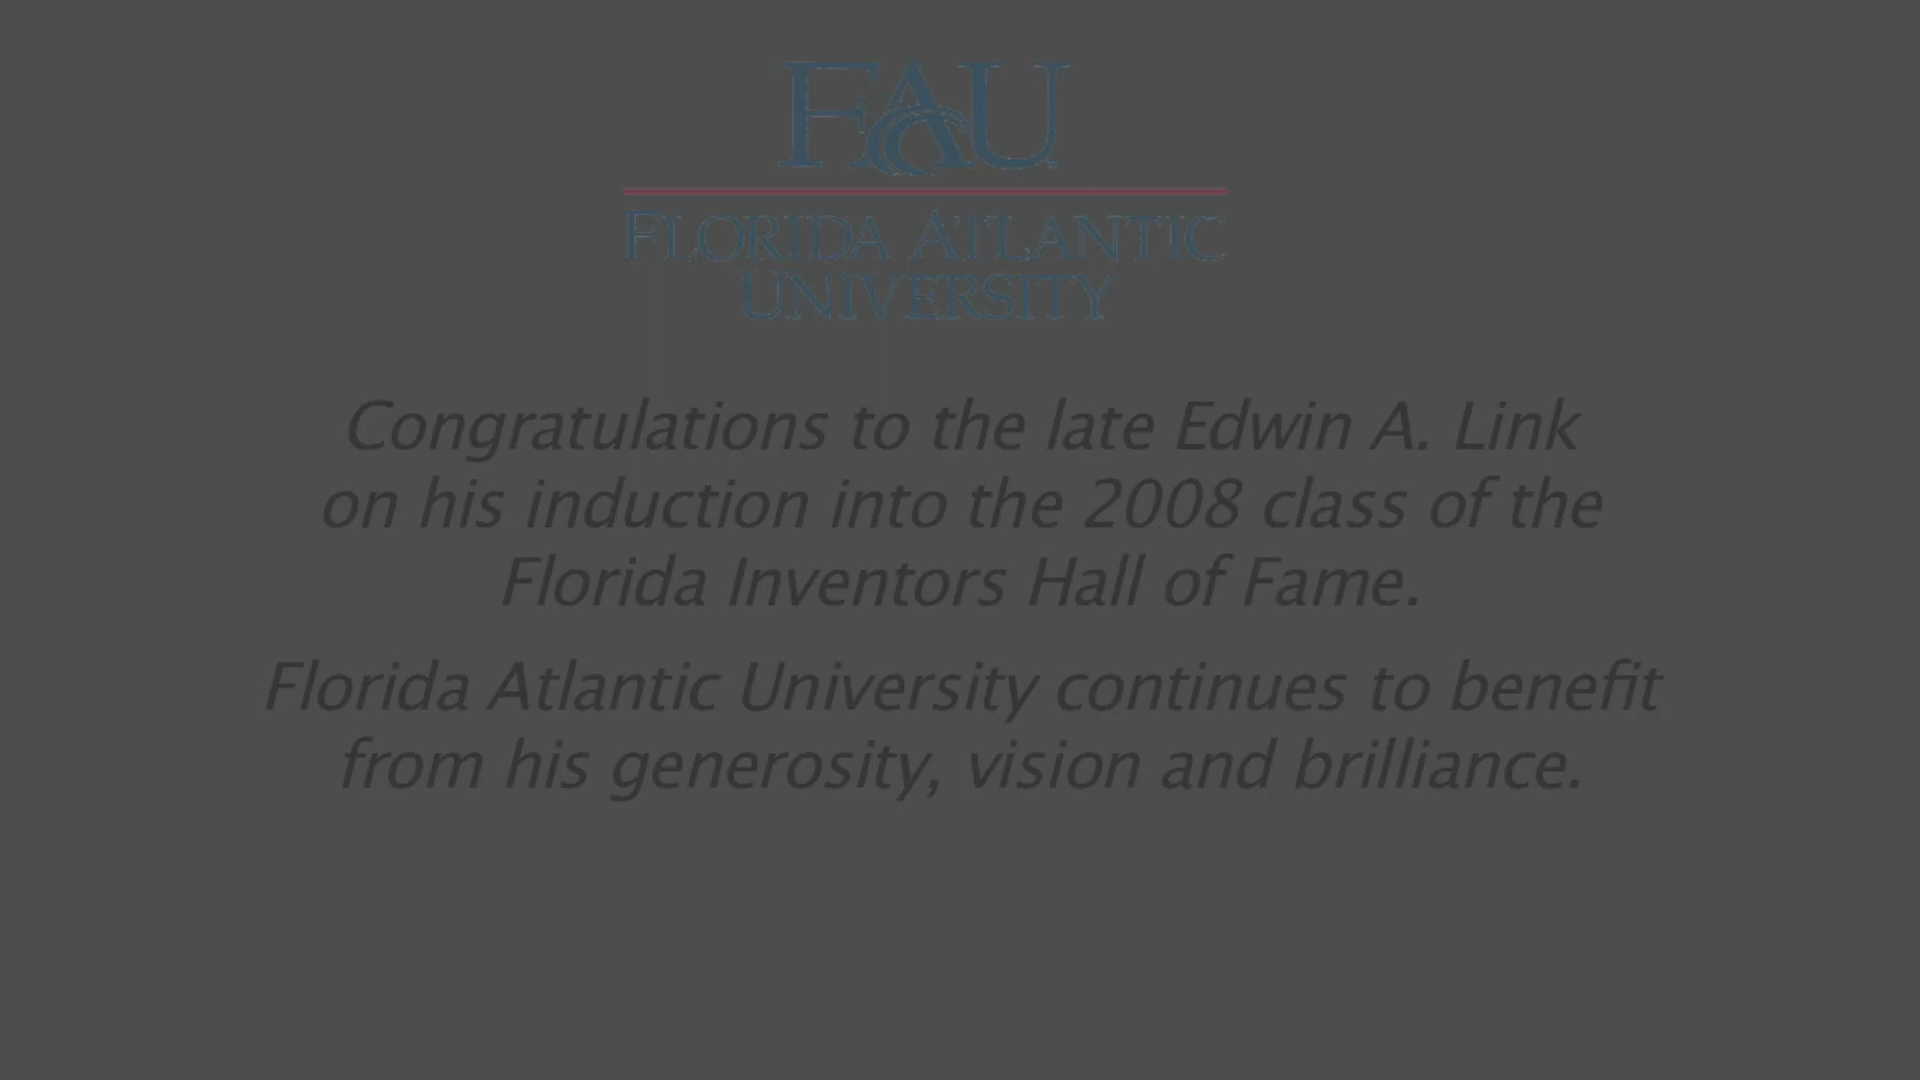 FAU
FLORIDA ATLANTIC
UNIVERSITY
Congratulations to the late Edwin A. Link
on his induction into the 2008 class of the
Florida Inventors Hall of Fame.
Florida Atlantic University continues to benefit
from his generosity, vision and brilliance.